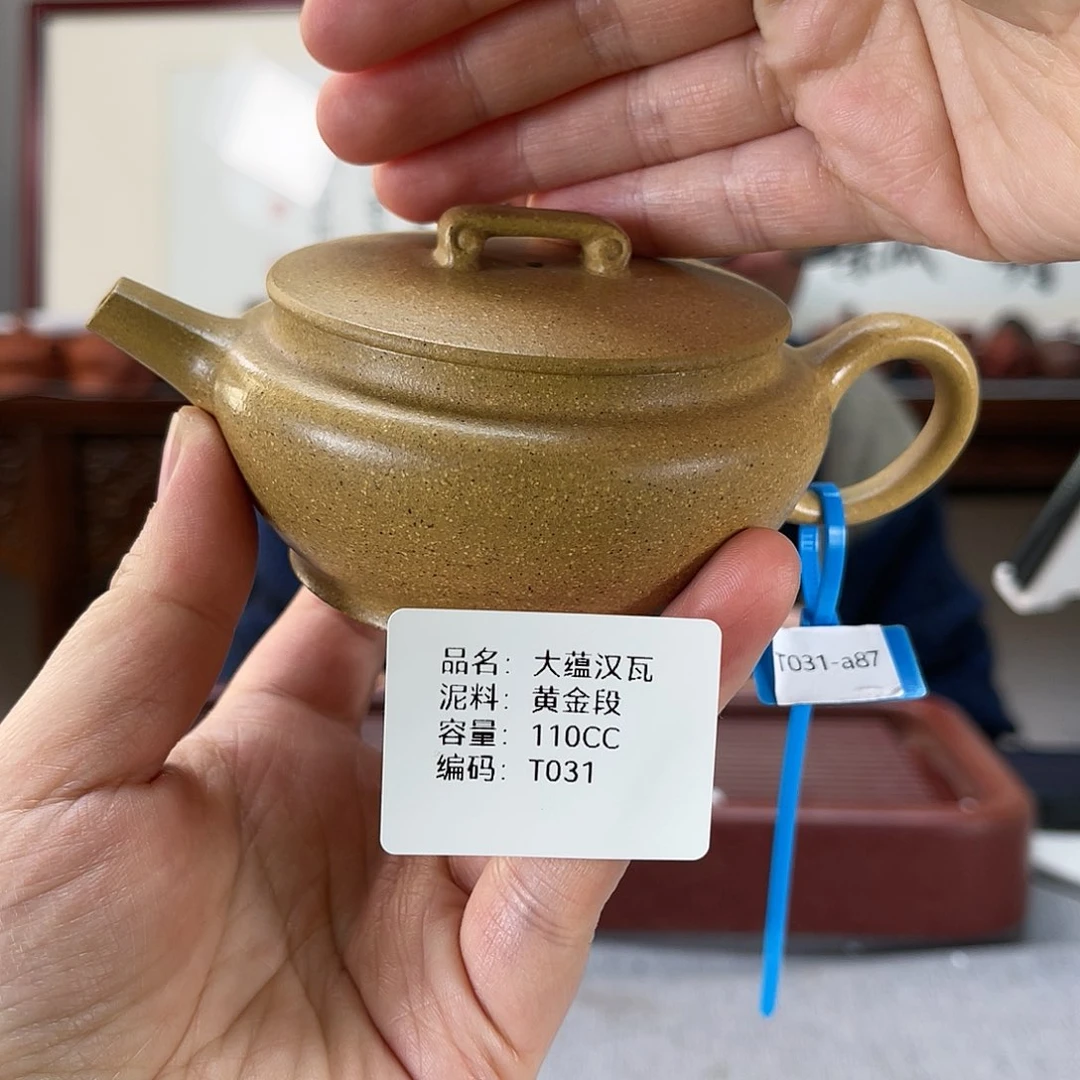 品名：大蕴汉瓦
泥料：黄金段
容量：110CC
编码：T031
T031-a87